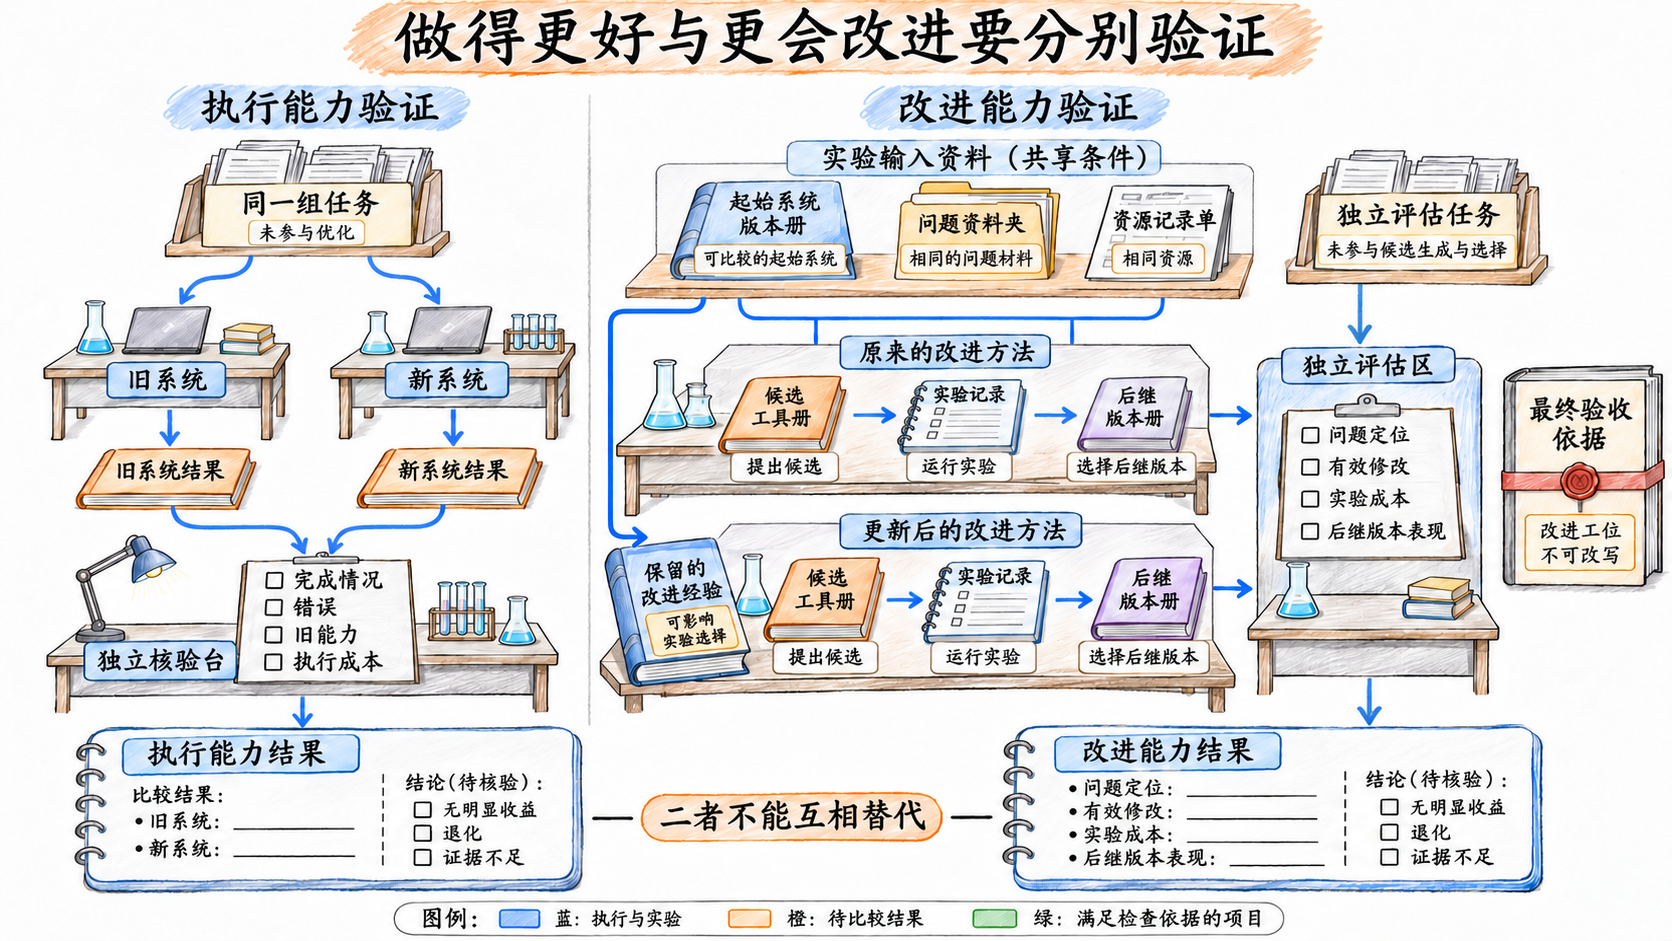 做得更好与更会改进要分别验证
执行能力验证
同一组任务
未参与优化
旧系统
新系统
旧系统结果
新系统结果
完成情况
错误
旧能力
执行成本
独立核验台
执行能力结果
比较结果：
•旧系统：
•新系统：
结论(待核验)：
无明显收益
退化
证据不足
改进能力验证
实验输入资料（共享条件）
起始系统
版本册
可比较的起始系统
问题资料夹
相同的问题材料
资源记录单
相同资源
独立评估任务
未参与候选生成与选择
原来的改进方法
候选
工具册
提出候选
实验记录
运行实验
后继
版本册
选择后继版本
更新后的改进方法
保留的
改进经验
可影响
实验选择
候选
工具册
提出候选
实验记录
运行实验
后继
版本册
选择后继版本
独立评估区
问题定位
有效修改
实验成本
后继版本表现
最终验收
依据
改进工位
不可改写
二者不能互相替代
改进能力结果
•问题定位：
•有效修改：
•实验成本：
•后继版本表现：
结论(待核验)：
无明显收益
退化
证据不足
图例：
蓝：执行与实验
橙：待比较结果
绿：满足检查依据的项目